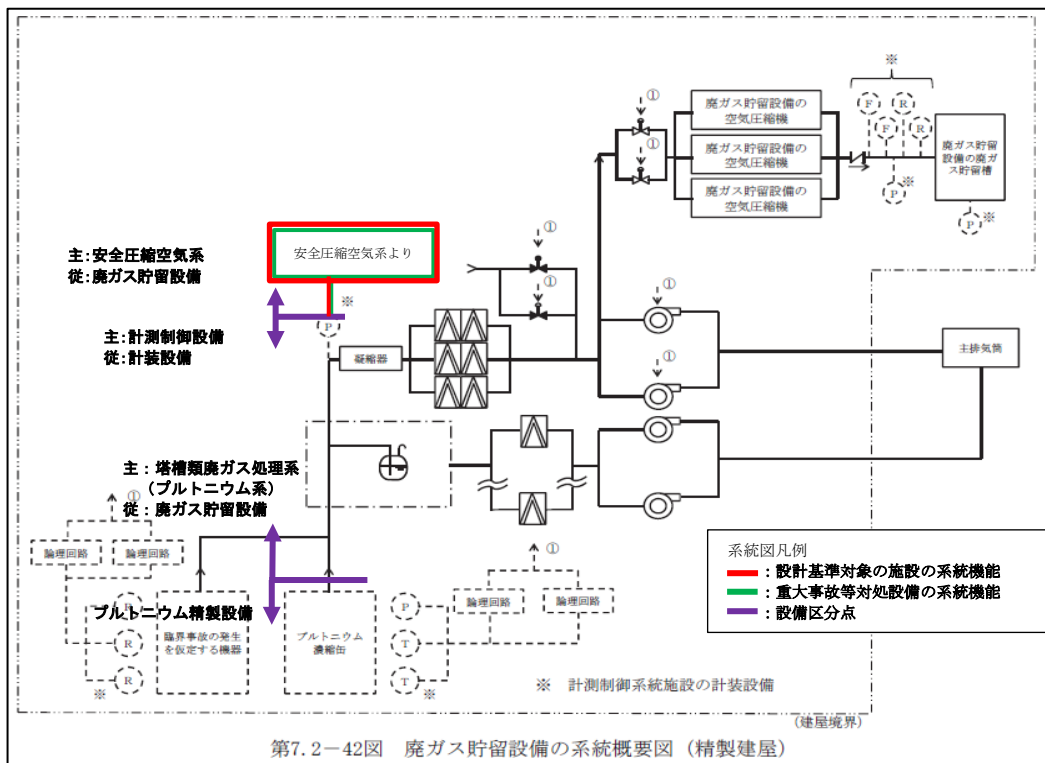 ※
①
F
R
F
R
①
P
※
P
※
廃ガス貯留設備の
空気圧縮機
廃ガス貯留設備の
空気圧縮機
廃ガス貯留設備の
空気圧縮機
廃ガス貯留
設備の廃ガ
ス貯留槽
主：安全圧縮空気系
従：廃ガス貯留設備
安全圧縮空気系より
※
P
①
①
主：計測制御設備
従：計装設備
凝縮器
①
①
主排気筒
主：塔槽類廃ガス処理系
（プルトニウム系）
従：廃ガス貯留設備
①
論理回路
論理回路
①
論理回路
論理回路
プルトニウム精製設備
R
R
R
※
臨界事故の発生
を仮定する機器
プルトニウム
濃縮缶
P
T
T
※
系統図凡例
：設計基準対象の施設の系統機能
：重大事故等対処設備の系統機能
：設備区分点
※　計測制御系統施設の計装設備
(建屋境界)
第7.2－42図　廃ガス貯留設備の系統概要図（精製建屋）